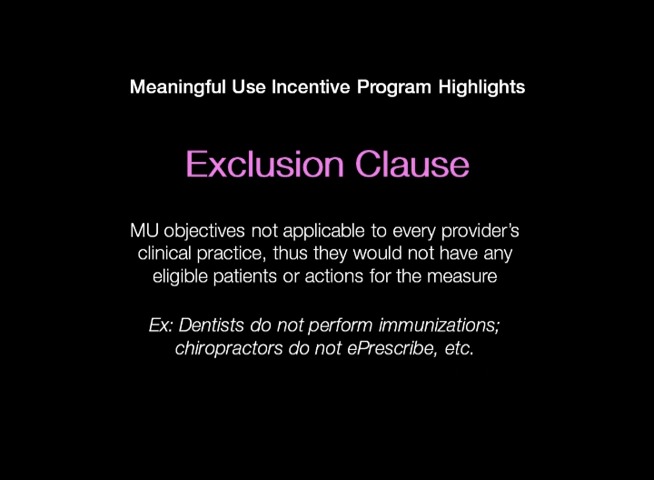 Meaningful Use Incentive Program Highlights
Exclusion Clause
MU objectives not applicable to every provider's
clinical practice, thus they would not have any
eligible patients or actions for the measure
Ex: Dentists do not perform immunizations;
chiropractors do not ePrescribe, etc.